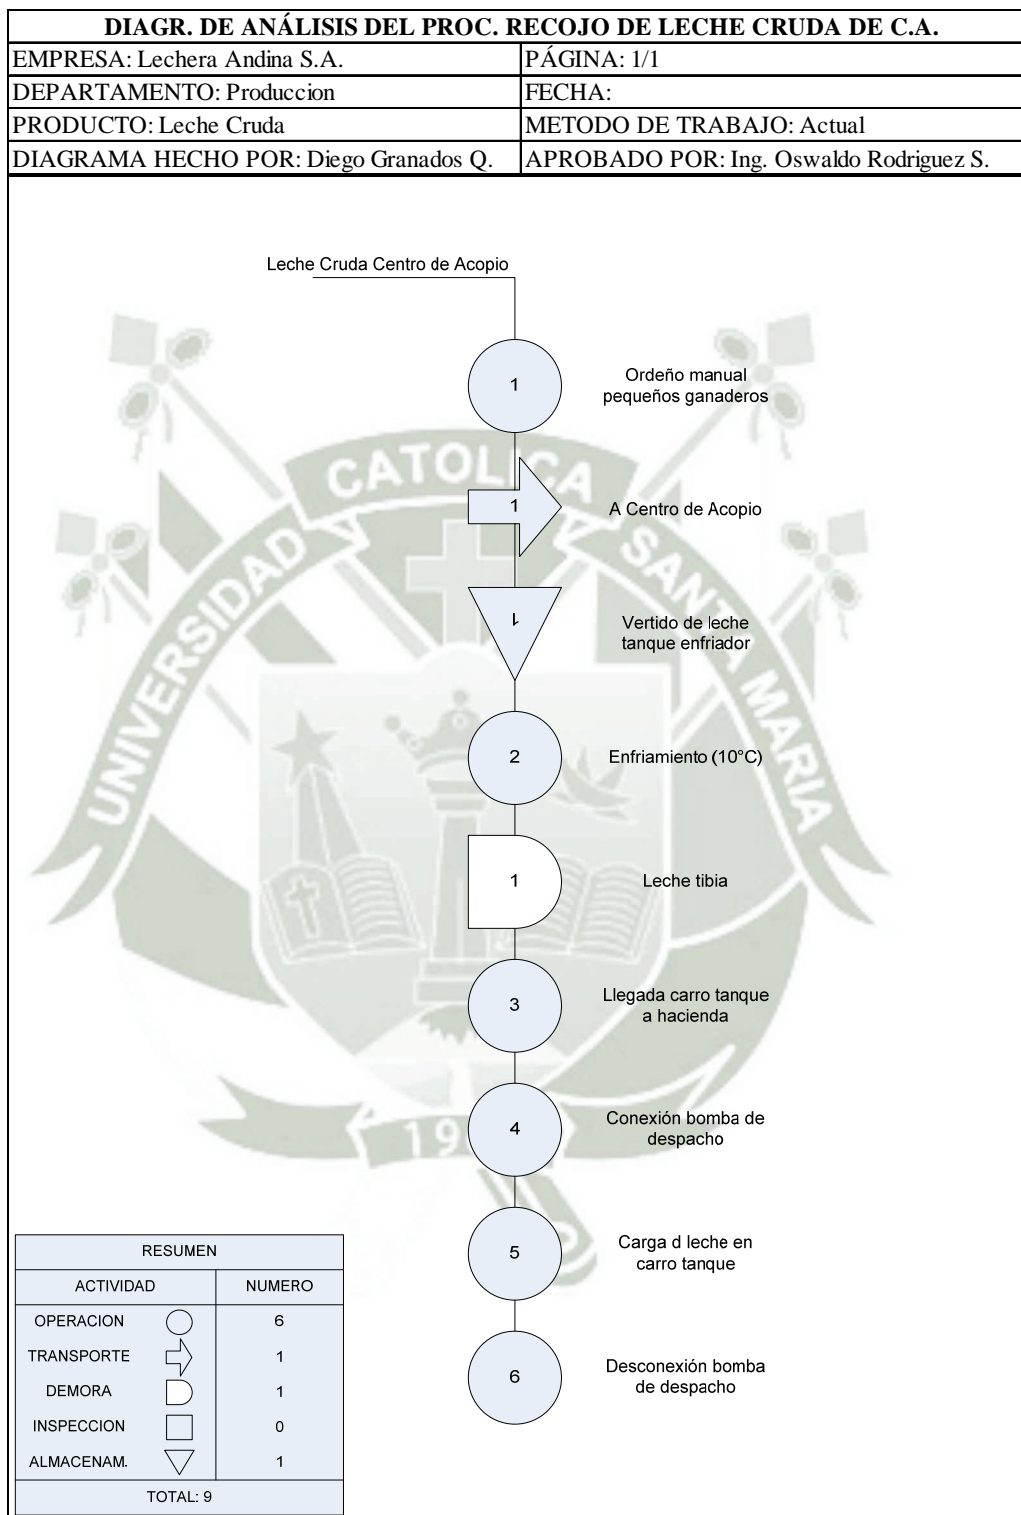 DIAGR. DE ANÁLISIS DEL PROC. RECOJO DE LECHE CRUDA DE C.A.
EMPRESA: Lechera Andina S.A.
PÁGINA: 1/1
DEPARTAMENTO: Produccion
FECHA:
PRODUCTO: Leche Cruda
METODO DE TRABAJO: Actual
DIAGRAMA HECHO POR: Diego Granados Q.
APROBADO POR: Ing. Oswaldo Rodriguez S.
Leche Cruda Centro de Acopio
1
Ordeño manual
pequeños ganaderos
1
A Centro de Acopio
1
Vertido de leche
tanque enfriador
2
Enfriamiento (10°C)
1
Leche tibia
3
Llegada carro tanque
a hacienda
4
Conexión bomba de
despacho
5
Carga d leche en
carro tanque
6
Desconexión bomba
de despacho
RESUMEN
ACTIVIDAD NUMERO
OPERACION 6
TRANSPORTE 1
DEMORA 1
INSPECCION 0
ALMACENAM. 1
TOTAL: 9
UNIVERSIDAD CATOLICA SANTA MARIA
19